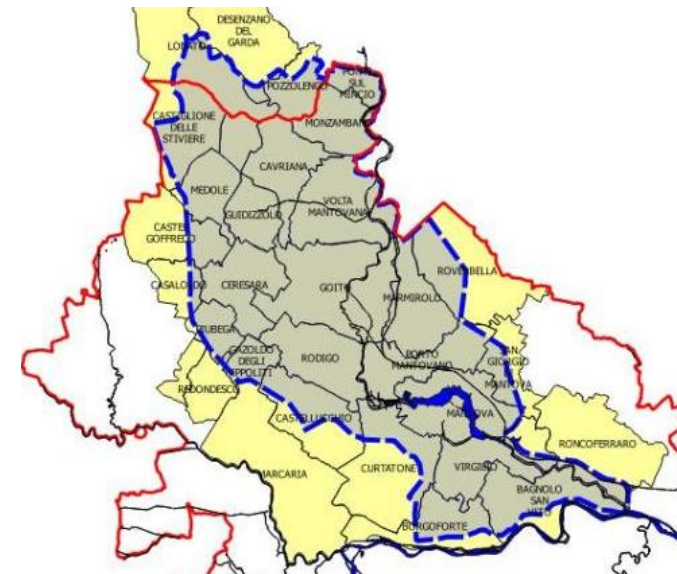 DESENZANO
DEL
GARDA
LONATO
POZZOLENGO
PONTI
SUL
MINCIO
CASTIGLIONE
DELLE
STIVIERE
MONZAMBANO
CAVRIANA
MEDOLE
GUIDIZZOLO
VOLTA
MANTOVANA
CASTEL
GOFFREDO
ROVERBELLA
CASALOLDO
CERESARA
GOITO
MARMIROLO
PIUBEGA
GAZOLDO
DEGLI
IPPOLITI
RODIGO
PORTO
MANTOVANO
SAN
GIORGIO
MANTOVA
REDONDESCO
CASTELLUCCHIO
MANTOVA
RONCOFERRARO
MARCARIA
CURTATONE
VIRGILIO
BAGNOLO
SAN
VITO
BORGOFORTE